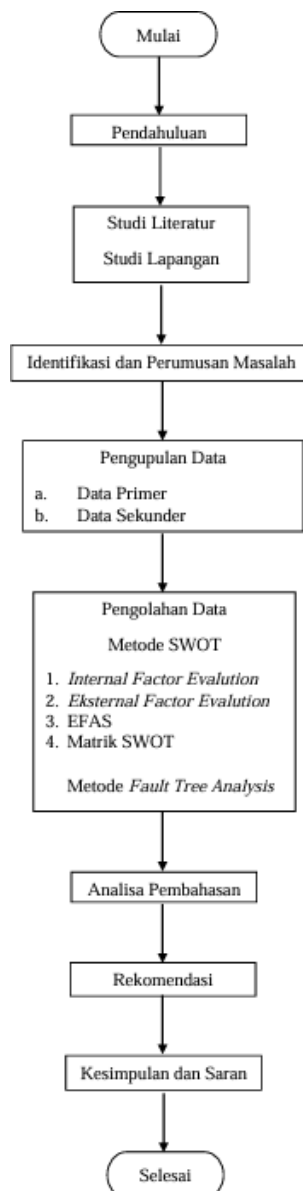 Mulai
Pendahuluan
Studi Literatur
Studi Lapangan
Identifikasi dan Perumusan Masalah
Pengupulan Data
a. Data Primer
b. Data Sekunder
Pengolahan Data
Metode SWOT
1. Internal Factor Evalution
2. Eksternal Factor Evalution
3. EFAS
4. Matrik SWOT
Metode Fault Tree Analysis
Analisa Pembahasan
Rekomendasi
Kesimpulan dan Saran
Selesai